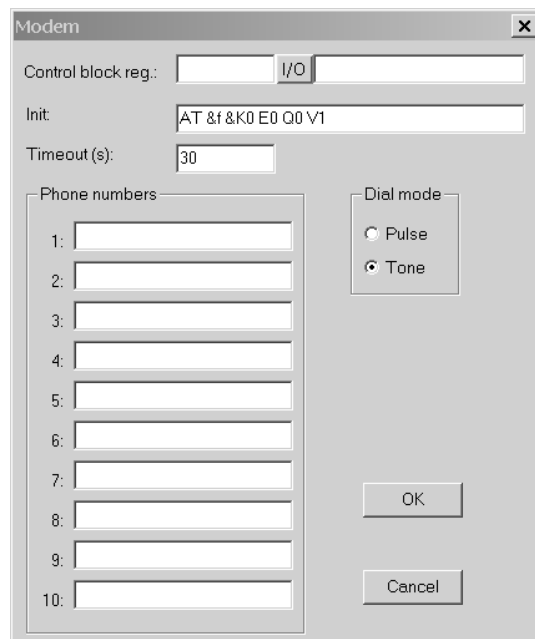 Modem
Control block reg.: I/O
Init: AT &f &K0 E0 Q0 V1
Timeout (s): 30
Phone numbers
1:
2:
3:
4:
5:
6:
7:
8:
9:
10:
Dial mode
Pulse
Tone
OK
Cancel